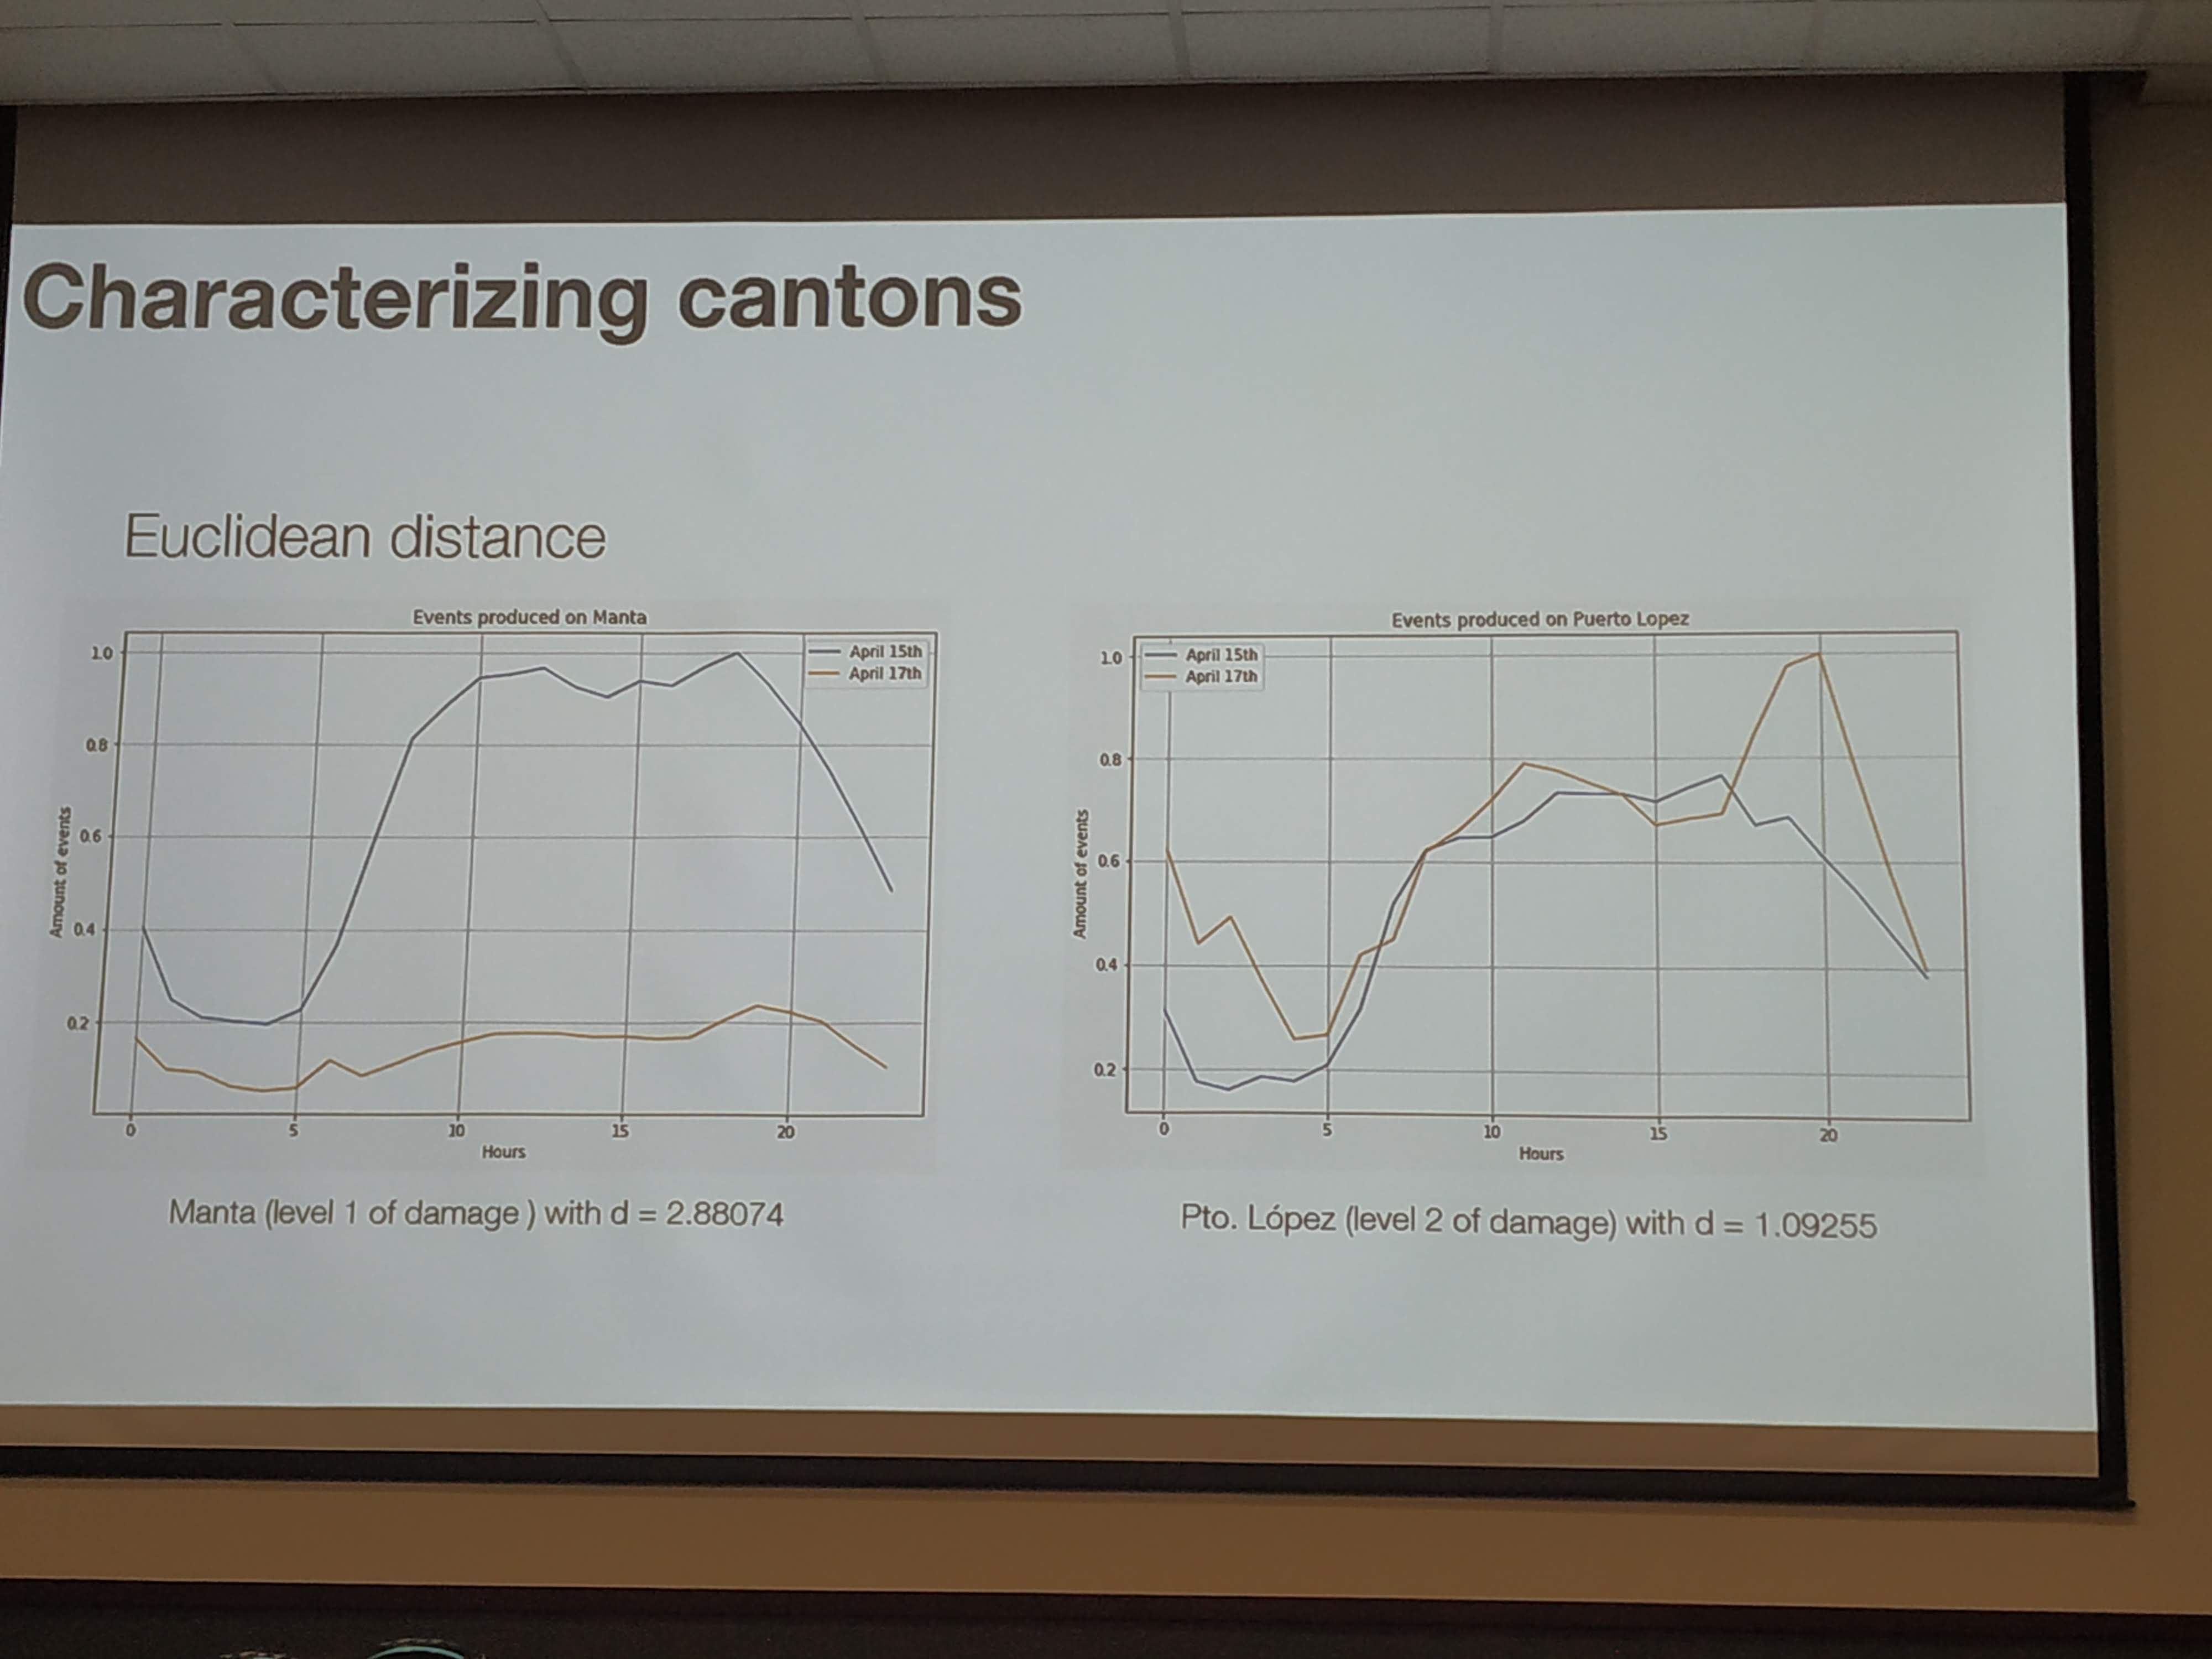 Characterizing cantons
Euclidean distance
Events produced on Manta
April 15th
April 17th
1.0
0.8
0.6
0.4
0.2
Amount of events
0 5 10 15 20
Hours
Manta (level 1 of damage ) with d = 2.88074
Events produced on Puerto Lopez
April 15th
April 17th
1.0
0.8
0.6
0.4
0.2
Amount of events
0 5 10 15 20
Hours
Pto. López (level 2 of damage) with d = 1.09255